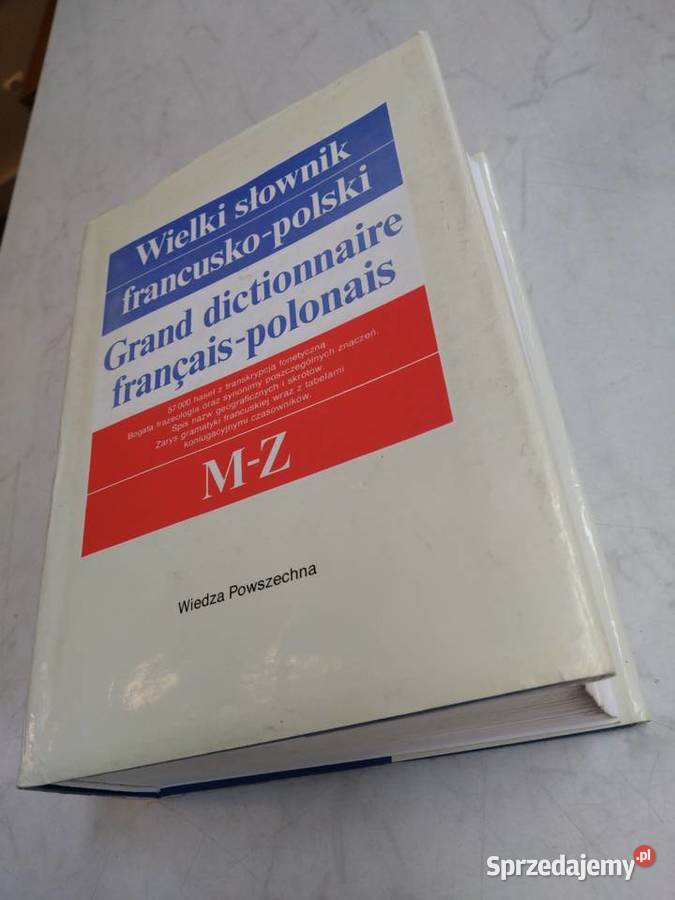 Wielki słownik
francusko-polski
Grand dictionnaire
français-polonais
57 000 haseł z transkrypcją fonetyczną
Bogata frazeologia oraz synonimy poszczególnych znaczeń.
Spis nazw geograficznych i skrótów.
Zarys gramatyki francuskiej wraz z tabelami
koniugacyjnymi czasowników.
M-Z
Wiedza Powszechna
Sprzedajemy.pl